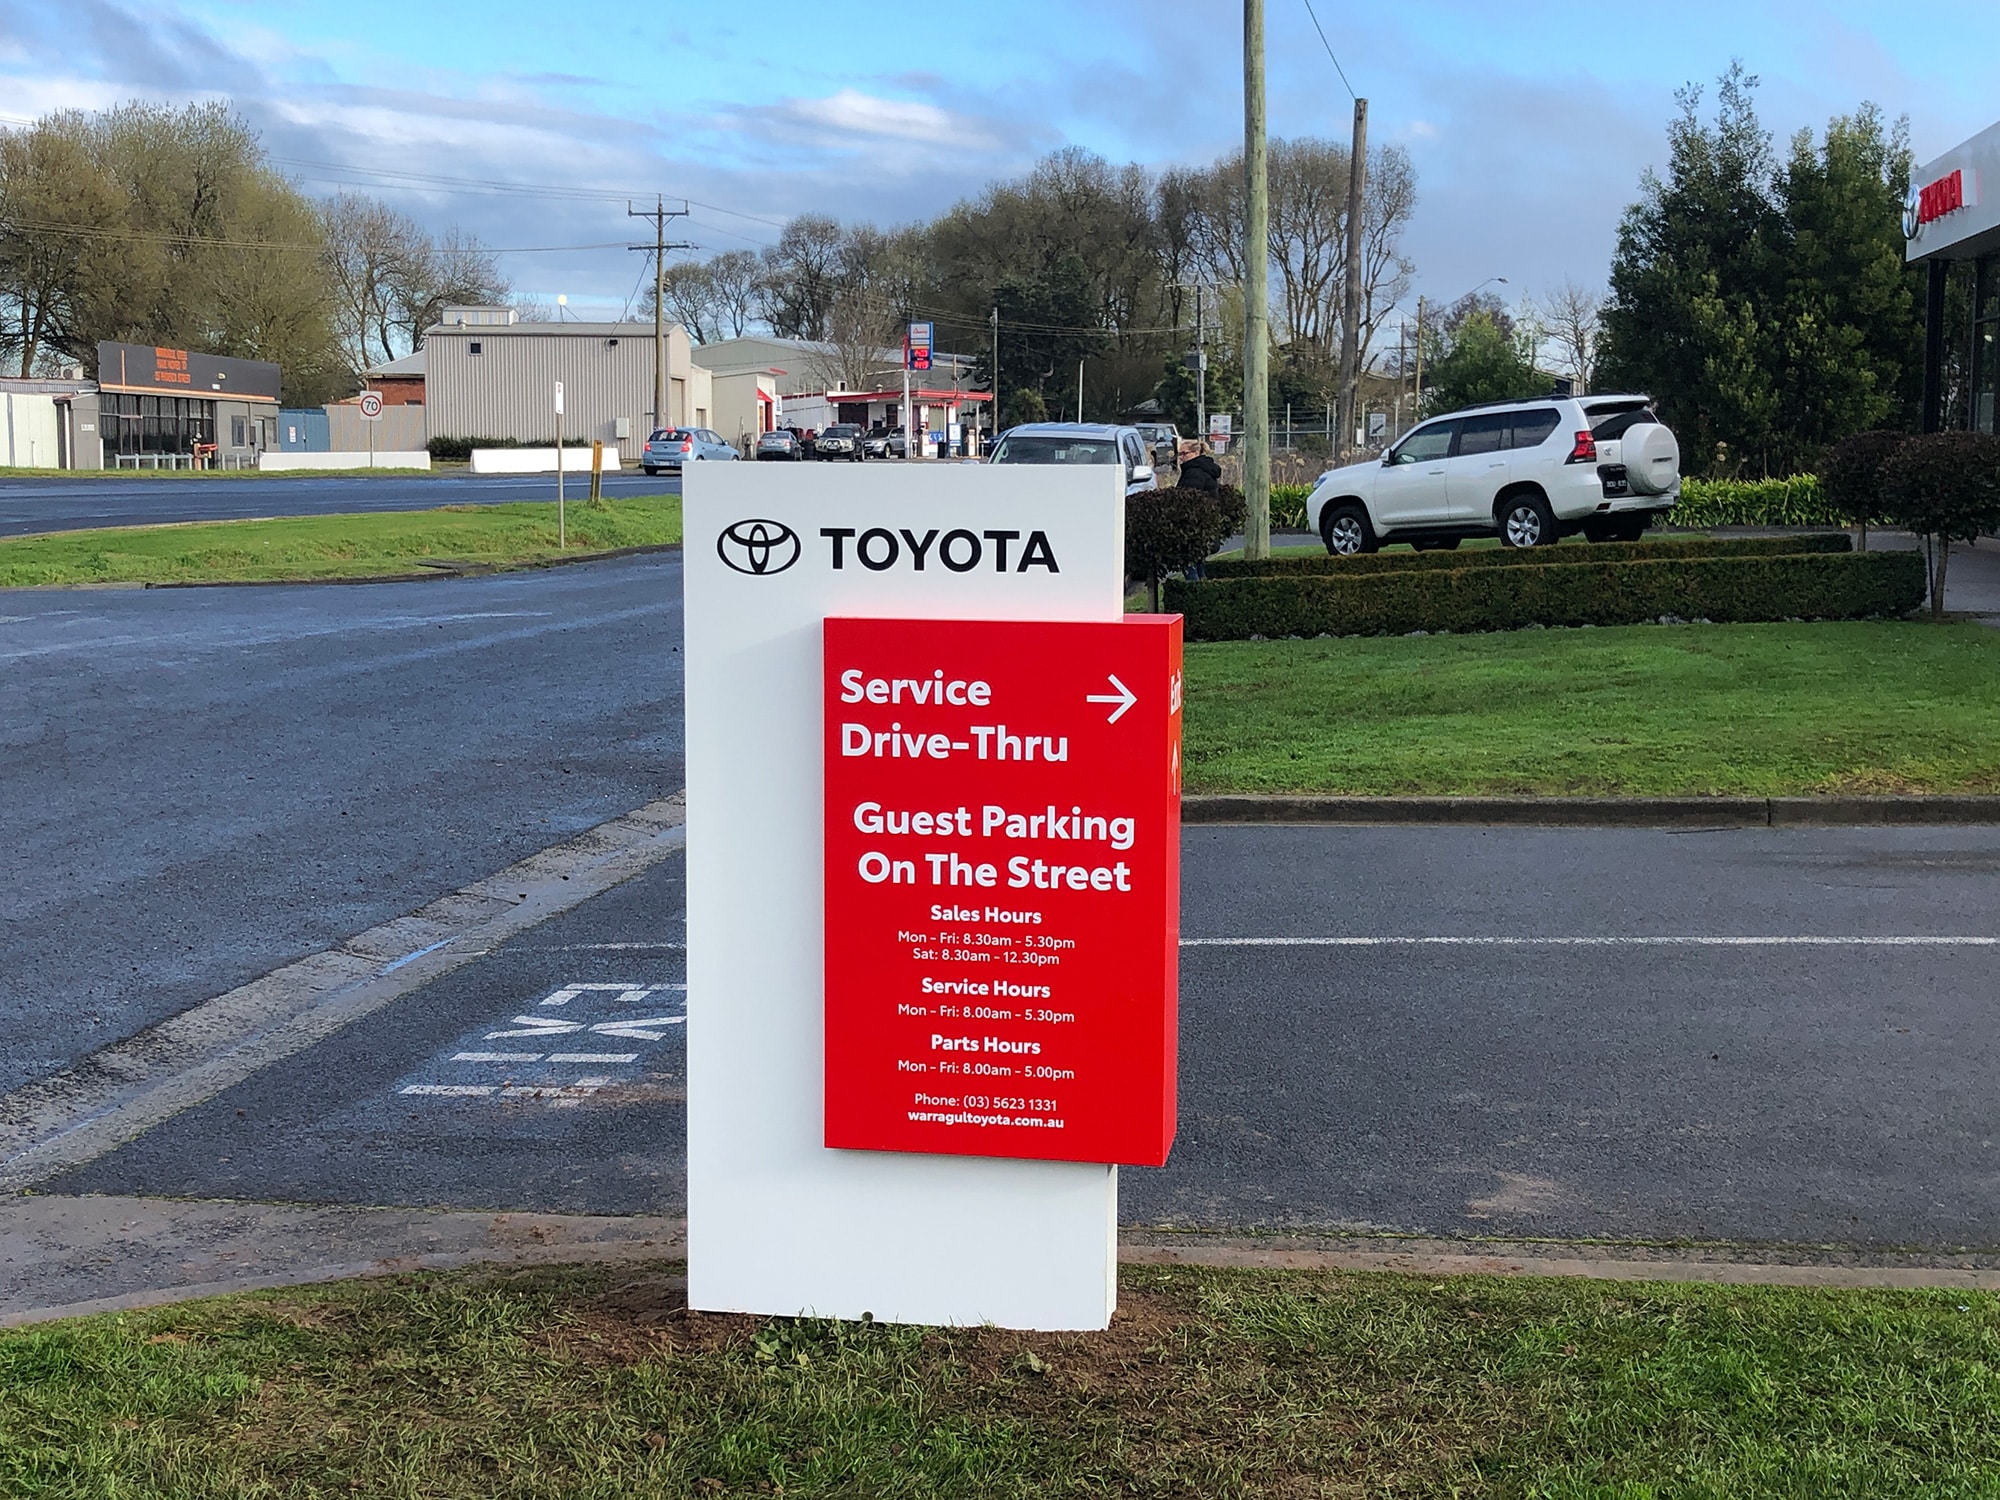 TOYOTA
70
TOYOTA
Service
Drive-Thru
Guest Parking
On The Street
Sales Hours
Mon - Fri: 8.30am - 5.30pm
Sat: 8.30am - 12.30pm
Service Hours
Mon - Fri: 8.00am - 5.30pm
Parts Hours
Mon - Fri: 8.00am - 5.00pm
Phone: (03) 5623 1331
warragultoyota.com.au
Exit